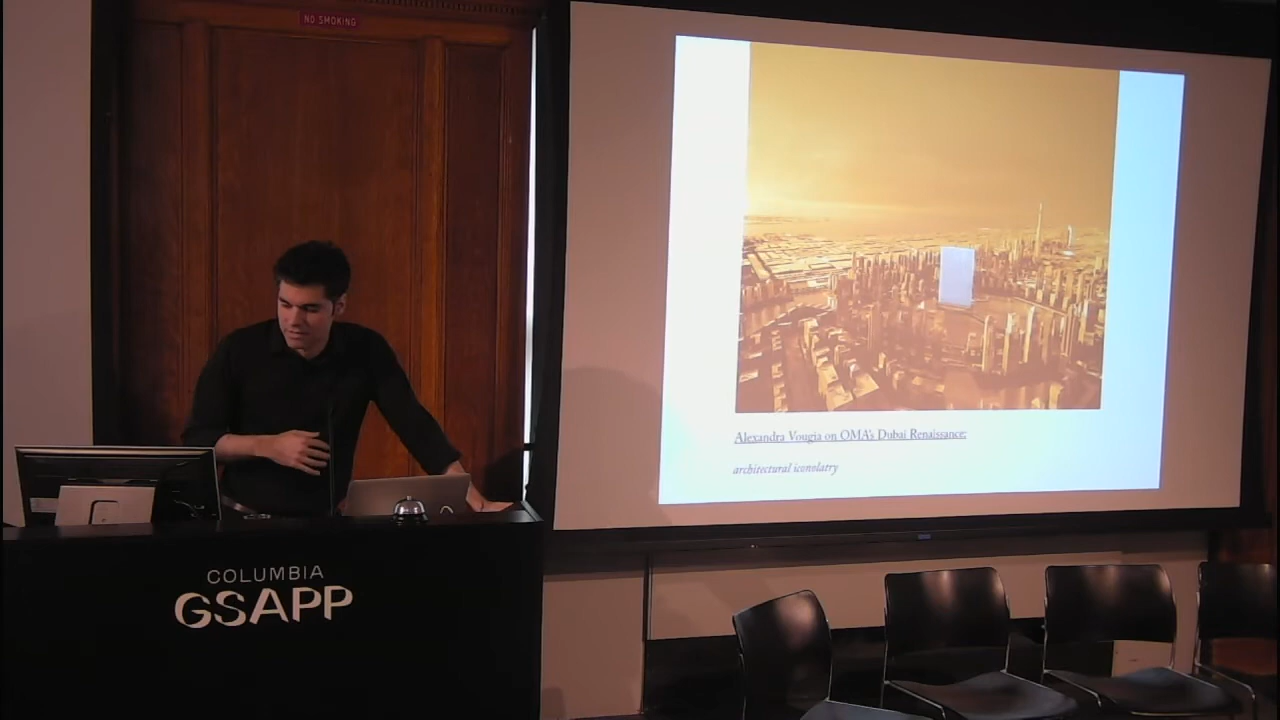 NO SMOKING
Alexandra Vougia on OMA's Dubai Renaissance:
architectural iconolatry
COLUMBIA
GSAPP